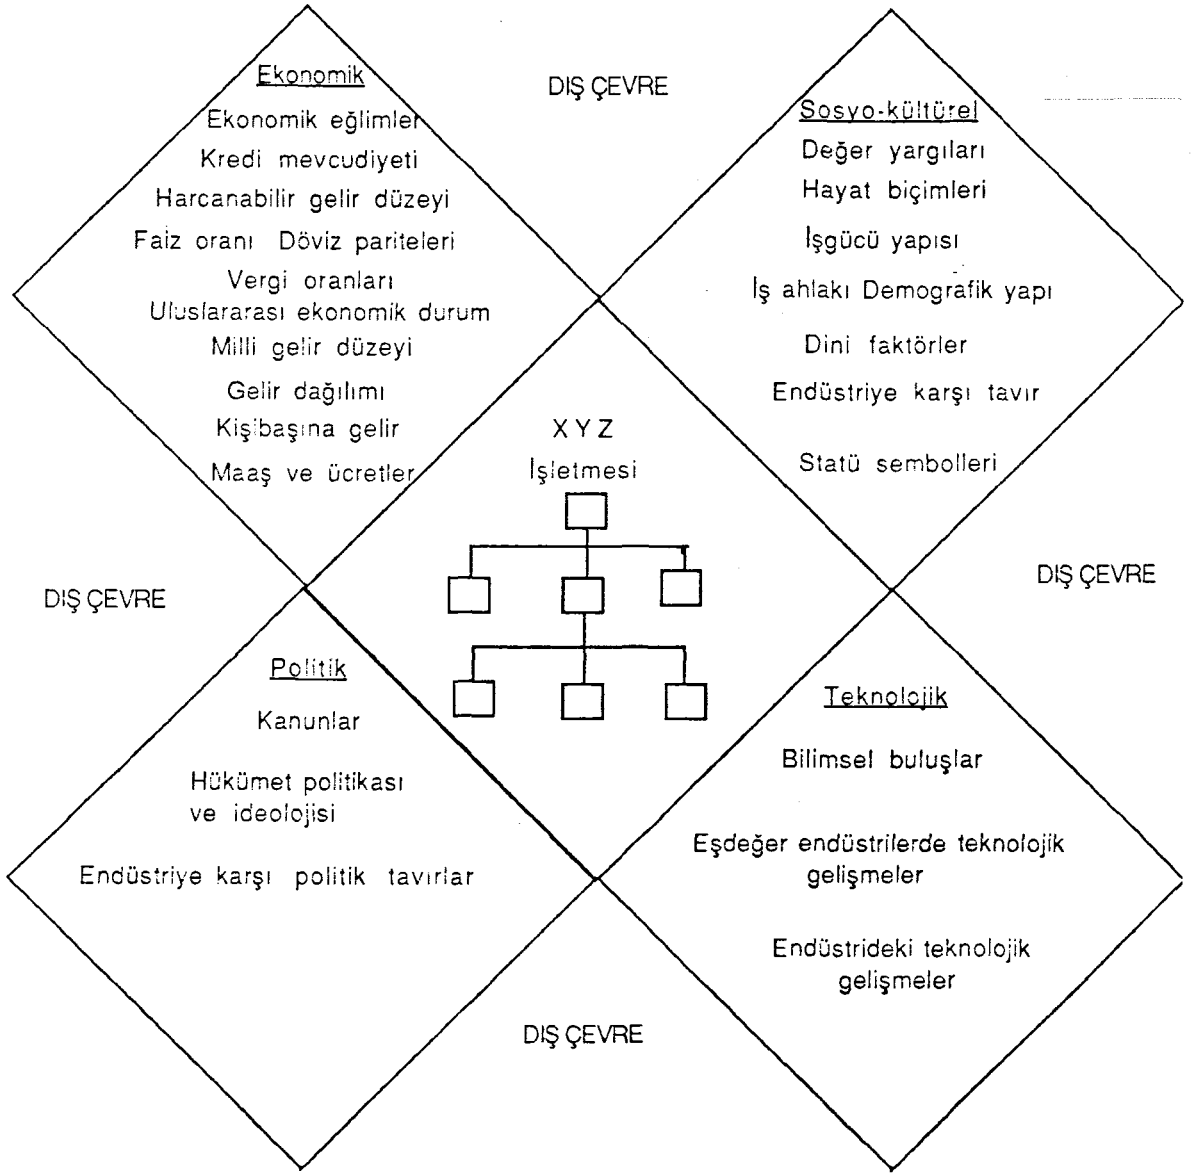 Ekonomik
Ekonomik eğlimler
Kredi mevcudiyeti
Harcanabilir gelir düzeyi
Faiz oranı Döviz pariteleri
Vergi oranları
Uluslararası ekonomik durum
Milli gelir düzeyi
Gelir dağılımı
Kişibaşına gelir
Maaş ve ücretler
DIŞ ÇEVRE
Sosyo-kültürel
Değer yargıları
Hayat biçimleri
İşgücü yapısı
İş ahlakı Demografik yapı
Dini faktörler
Endüstriye karşı tavır
Statü sembolleri
X Y Z
İşletmesi
DIŞ ÇEVRE
DIŞ ÇEVRE
Politik
Kanunlar
Hükümet politikası
ve ideolojisi
Endüstriye karşı politik tavırlar
Teknolojik
Bilimsel buluşlar
Eşdeğer endüstrilerde teknolojik
gelişmeler
Endüstrideki teknolojik
gelişmeler
DIŞ ÇEVRE